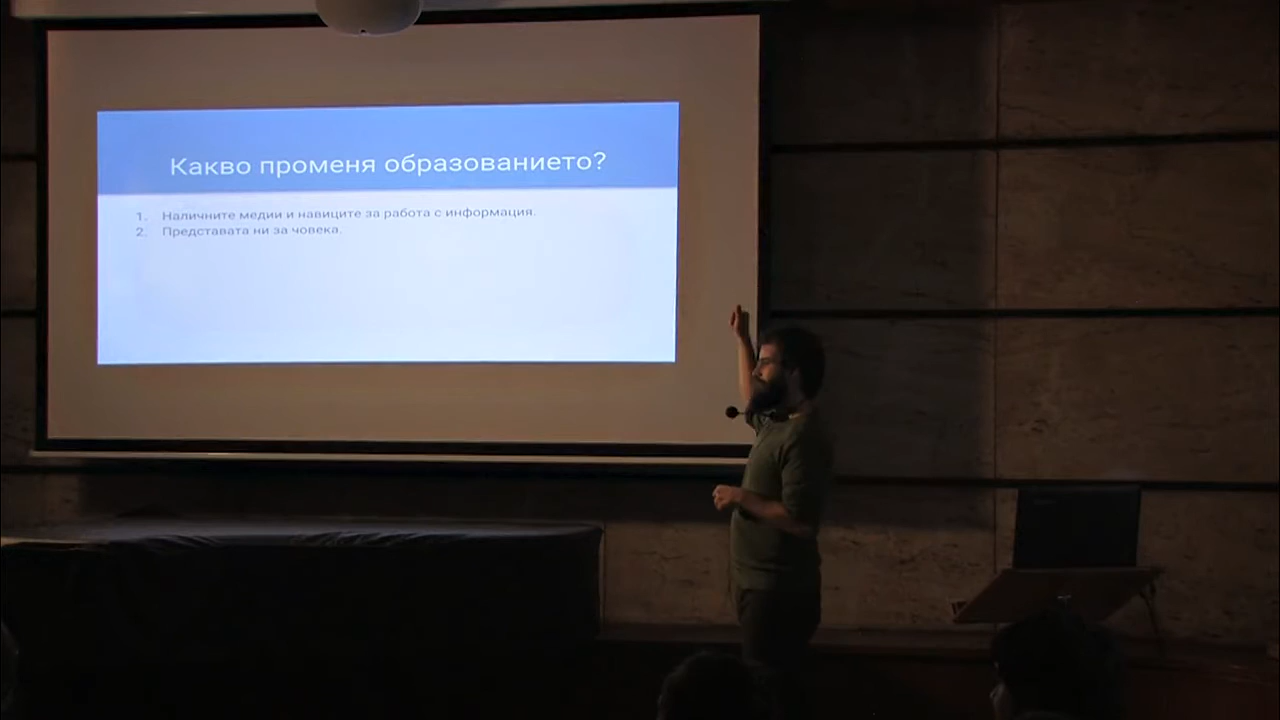 Какво променя образованието?
1. Наличните медии и навиците за работа с информация.
2. Представата ни за човека.